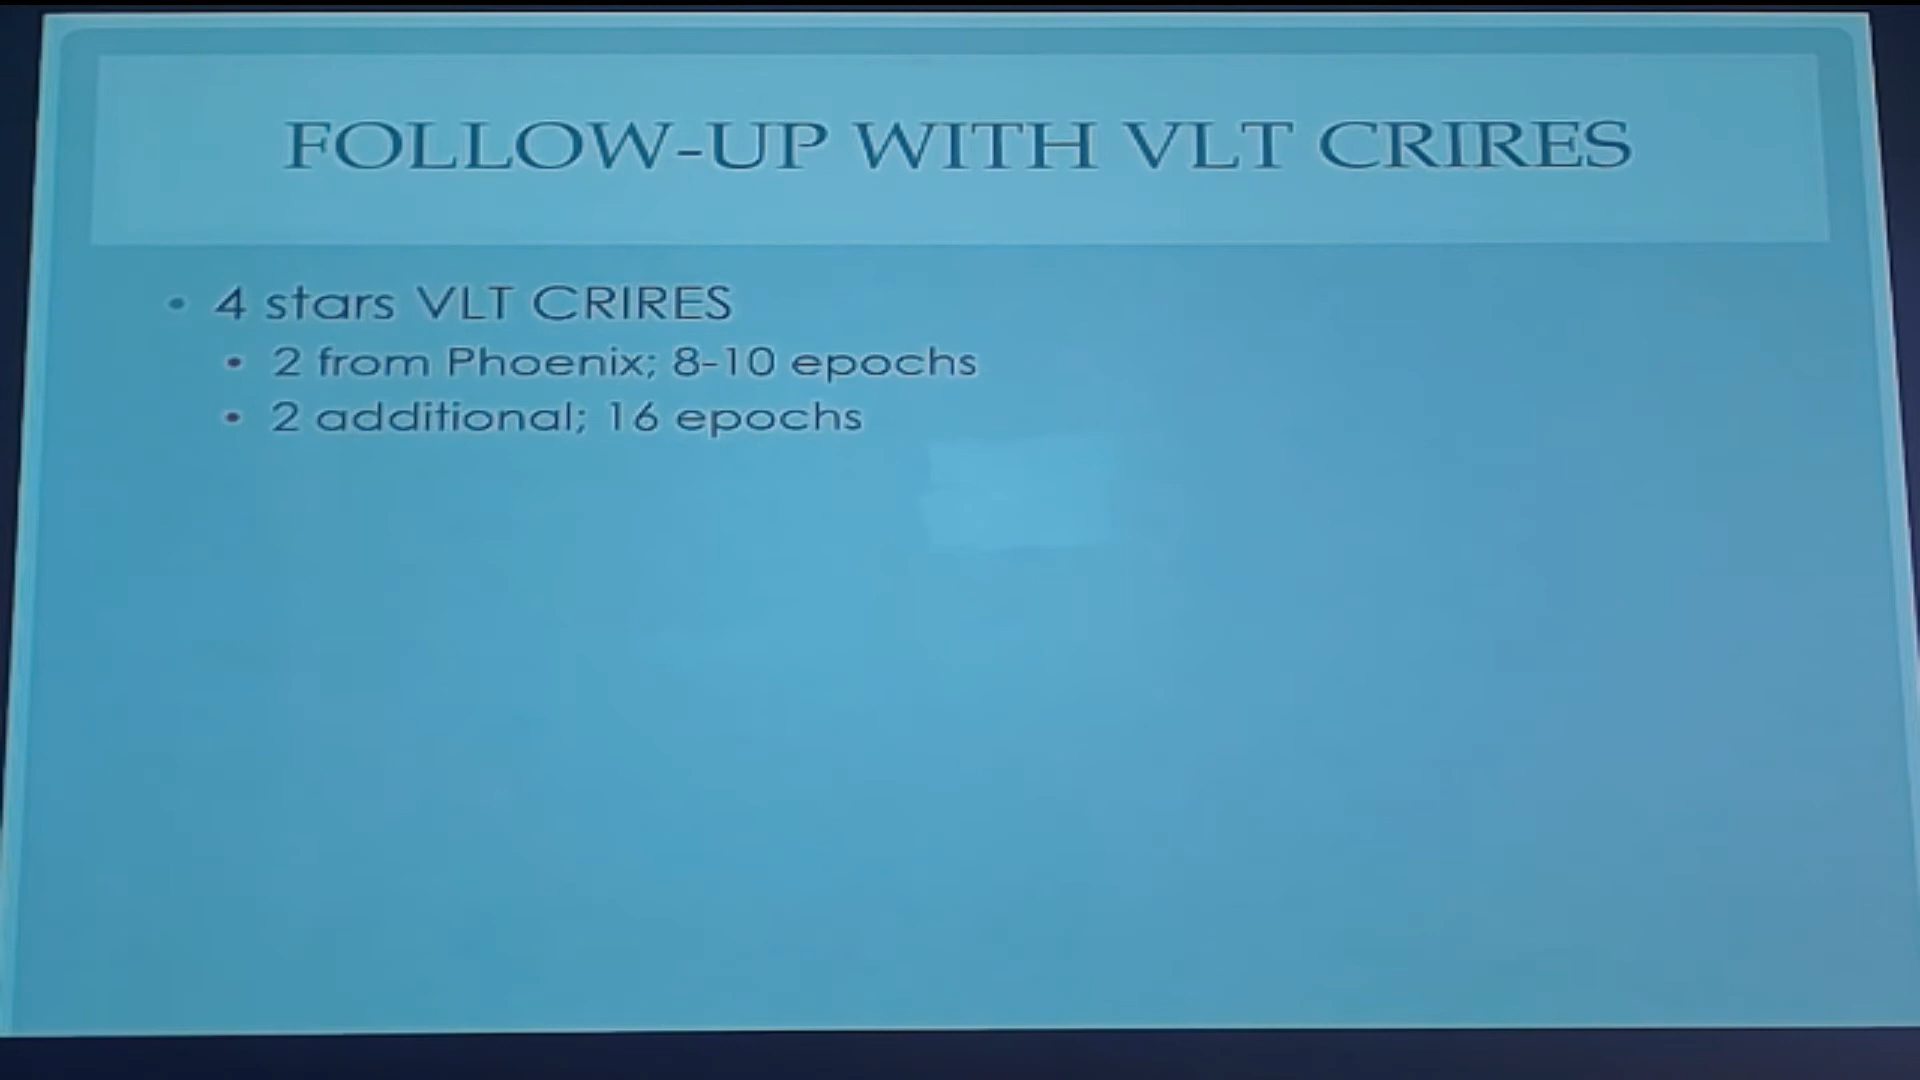 FOLLOW-UP WITH VLT CRIRES
• 4 stars VLT CRIRES
• 2 from Phoenix; 8-10 epochs
• 2 additional; 16 epochs